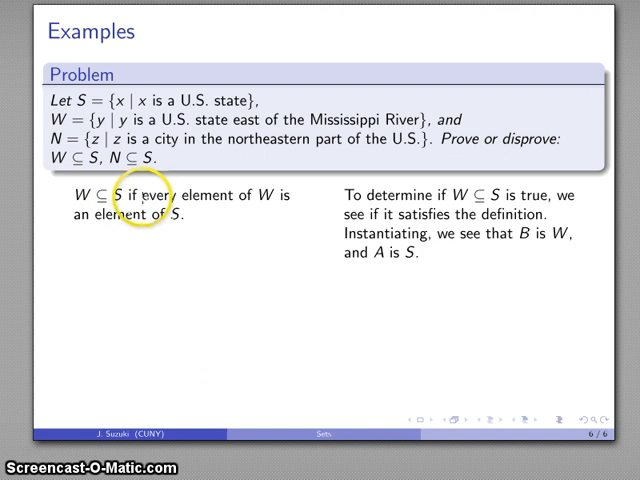 Examples
Problem
Let S = {x | x is a U.S. state},
W = {y | y is a U.S. state east of the Mississippi River}, and
N = {z | z is a city in the northeastern part of the U.S.}. Prove or disprove:
W ⊆ S, N ⊆ S.
W ⊆ S if every element of W is
an element of S.
To determine if W ⊆ S is true, we
see if it satisfies the definition.
Instantiating, we see that B is W,
and A is S.
J. Suzuki (CUNY)
Sets
6 / 6
Screencast-O-Matic.com